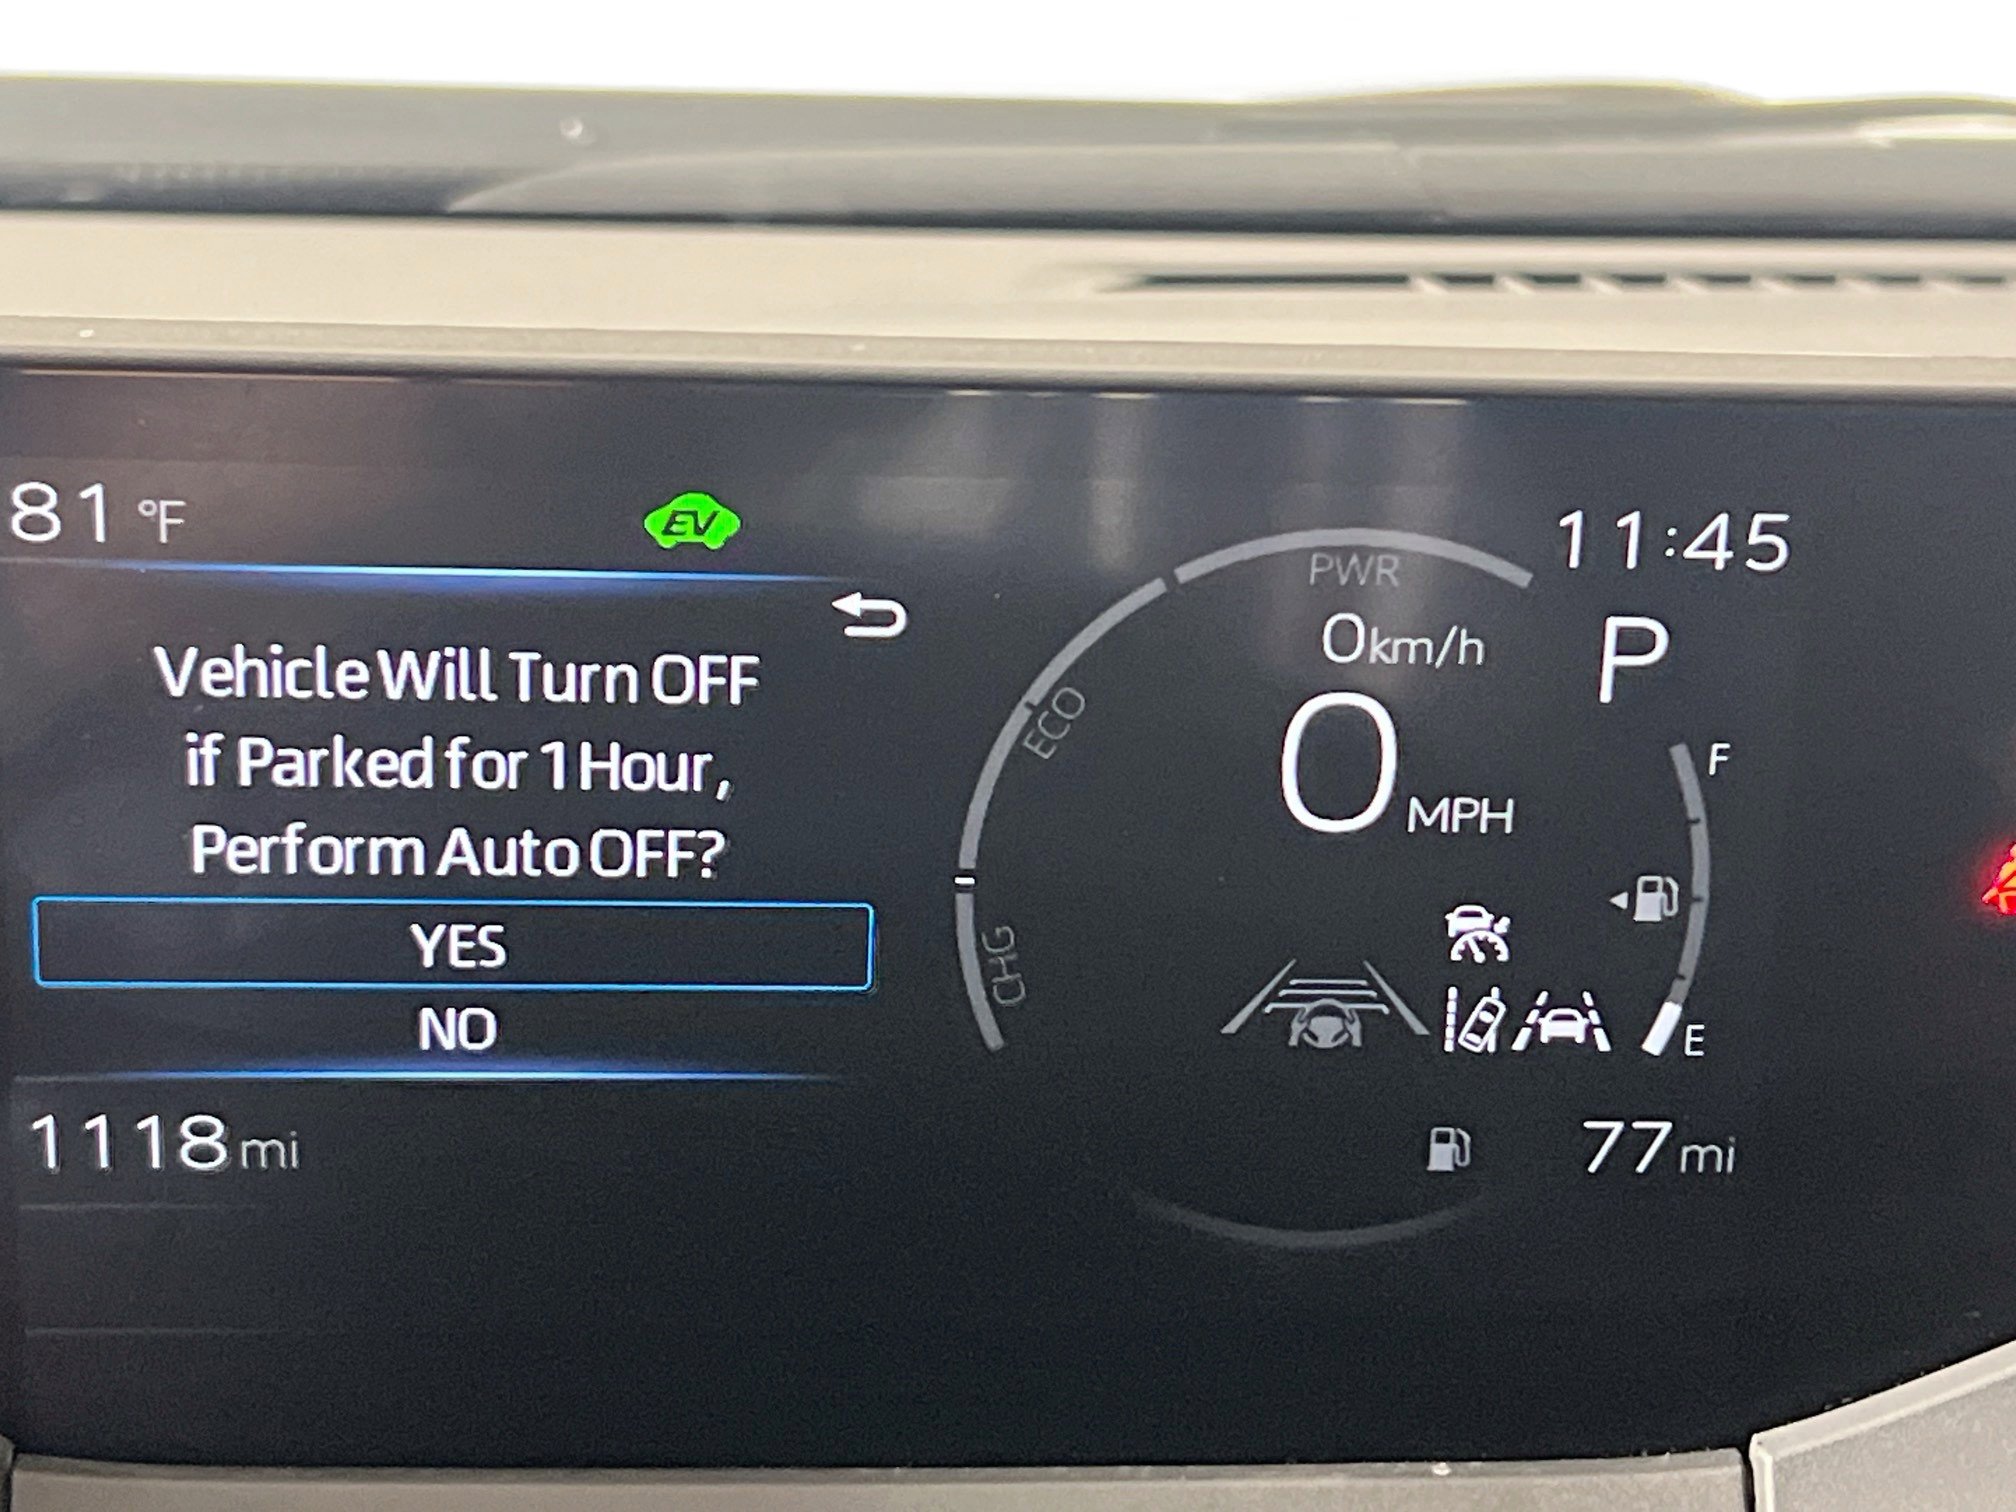 81 °F
EV
11:45
Vehicle Will Turn OFF
if Parked for 1 Hour,
Perform Auto OFF?
YES
NO
1118 mi
PWR
ECO
CHG
0 km/h
P
0 MPH
F
E
77 mi